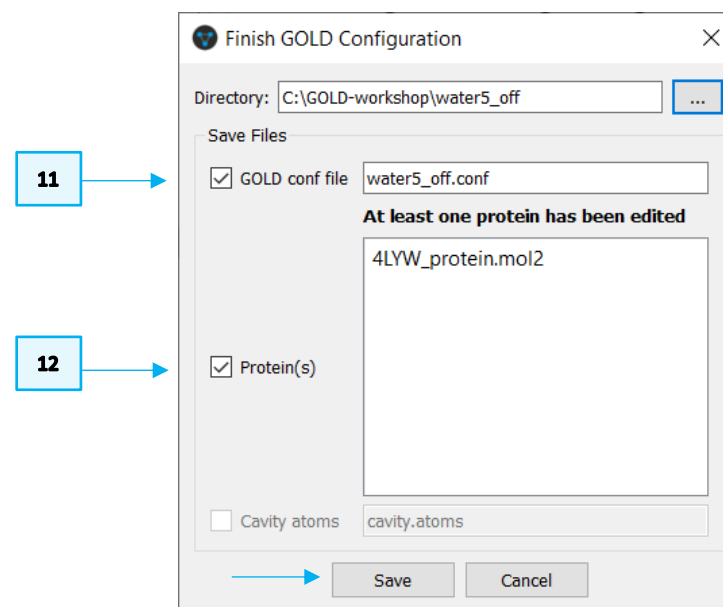 Finish GOLD Configuration
Directory: C:\GOLD-workshop\water5_off ...
Save Files
11
GOLD conf file water5_off.conf
At least one protein has been edited
4LYW_protein.mol2
12
Protein(s)
Cavity atoms cavity.atoms
Save Cancel